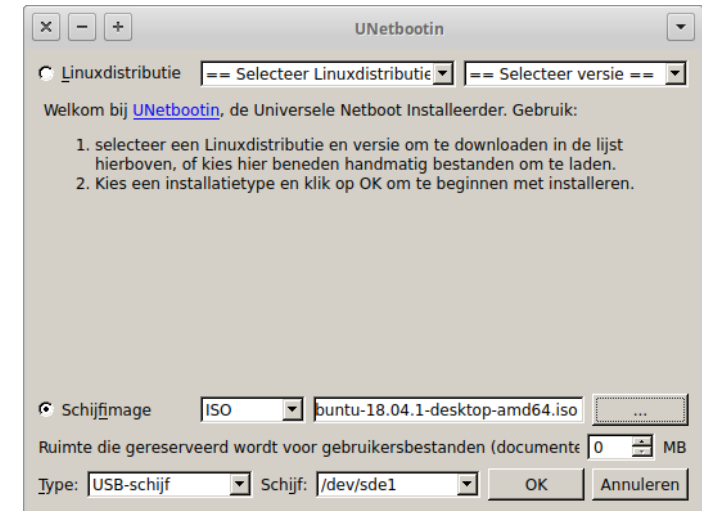 UNetbootin
Linuxdistributie == Selecteer Linuxdistributie == Selecteer versie ==
Welkom bij UNetbootin, de Universele Netboot Installeerder. Gebruik:
1. selecteer een Linuxdistributie en versie om te downloaden in de lijst
hierboven, of kies hier beneden handmatig bestanden om te laden.
2. Kies een installatietype en klik op OK om te beginnen met installeren.
Schijfimage ISO buntu-18.04.1-desktop-amd64.iso ...
Ruimte die gereserveerd wordt voor gebruikersbestanden (documente 0 MB
Type: USB-schijf Schijf: /dev/sde1 OK Annuleren